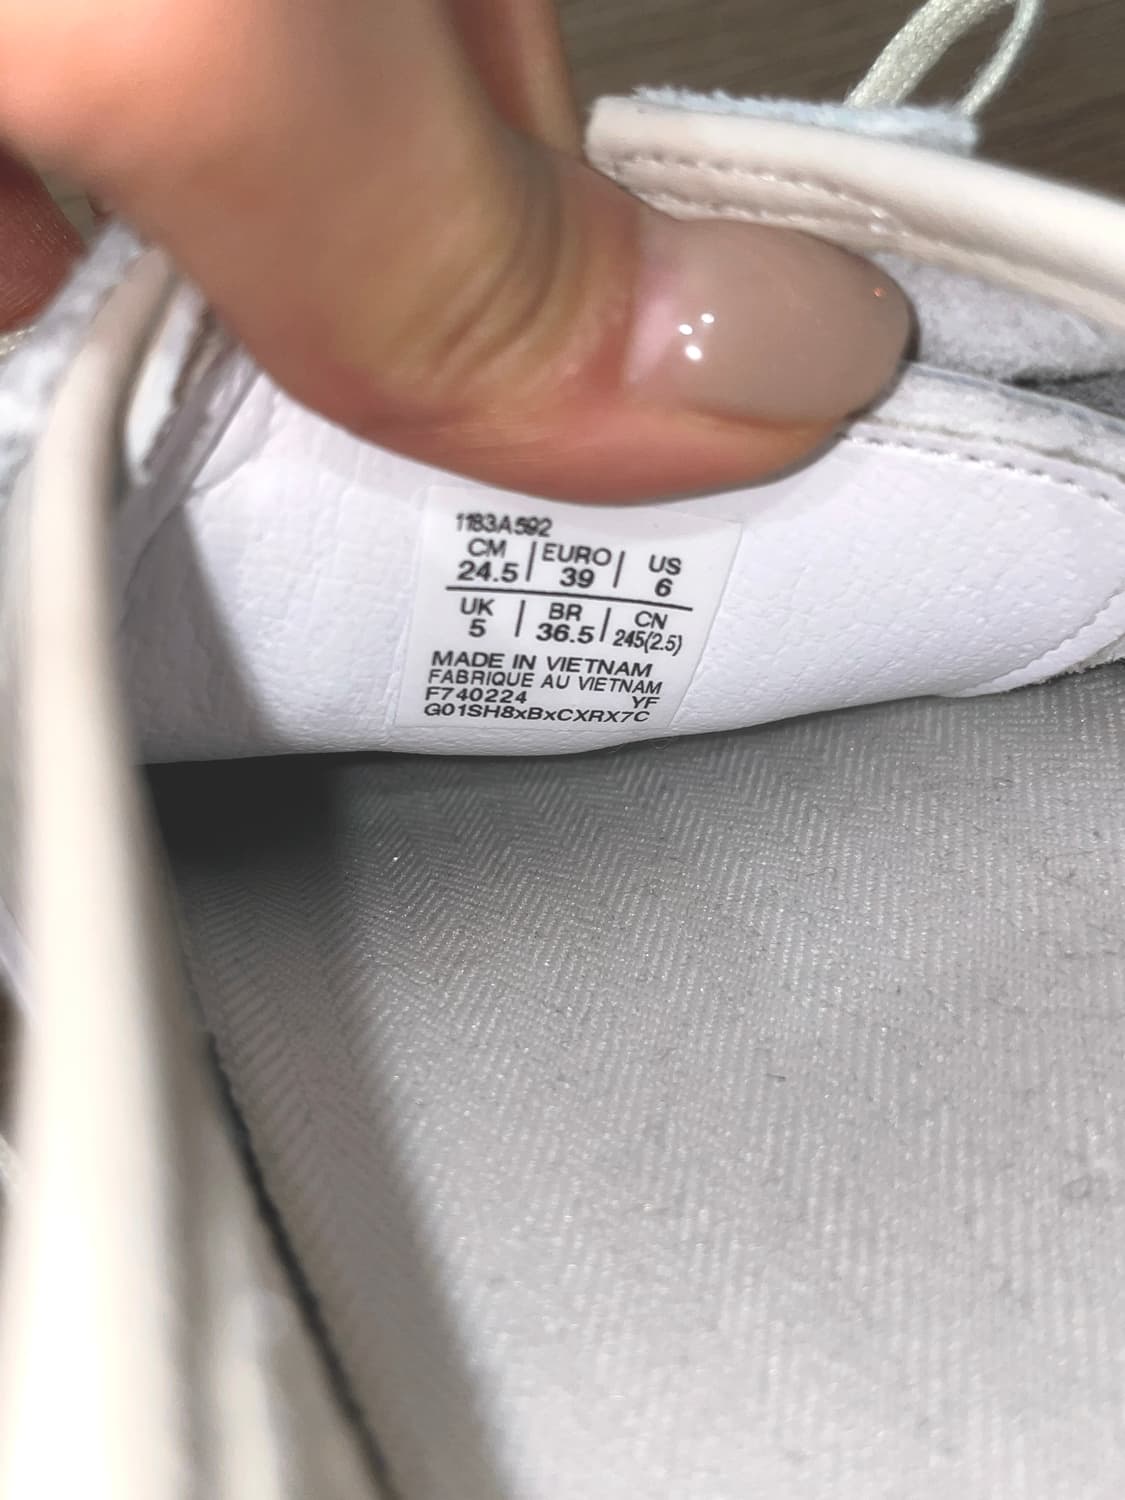 1183A592
CM | EURO | US
24.5 | 39 | 6
UK | BR | CN
5 | 36.5 | 245(2.5)
MADE IN VIETNAM
FABRIQUE AU VIETNAM
F740224 YF
G01SH8xBxCXRX7C